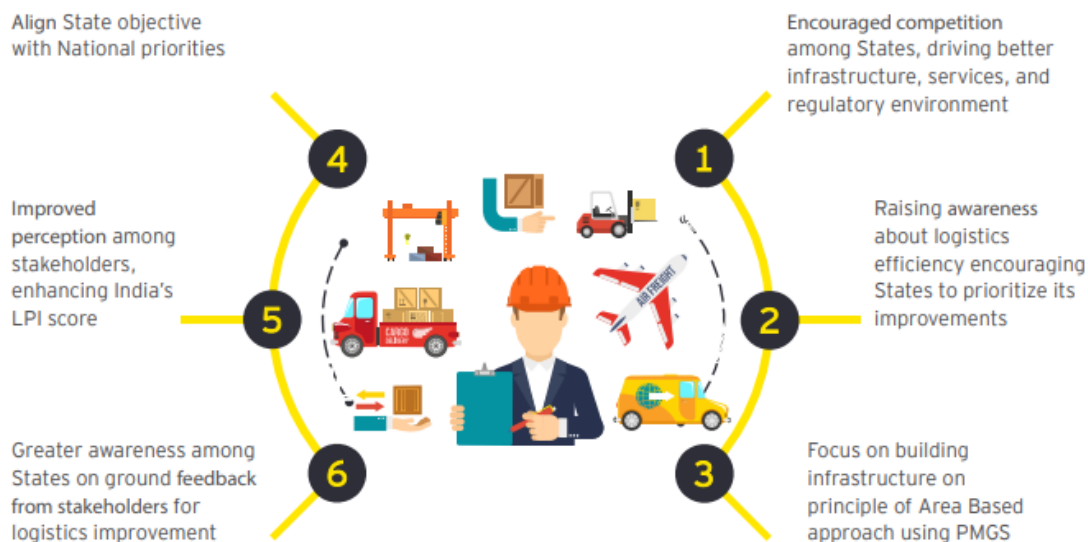 Align State objective
with National priorities
4
Encouraged competition
among States, driving better
infrastructure, services, and
regulatory environment
1
Improved
perception among
stakeholders,
enhancing India's
LPI score
5
Raising awareness
about logistics
efficiency encouraging
States to prioritize its
improvements
2
AIR FREIGHT
CARGO
DELIVERY
Greater awareness among
States on ground feedback
from stakeholders for
logistics improvement
6
Focus on building
infrastructure on
principle of Area Based
approach using PMGS
3